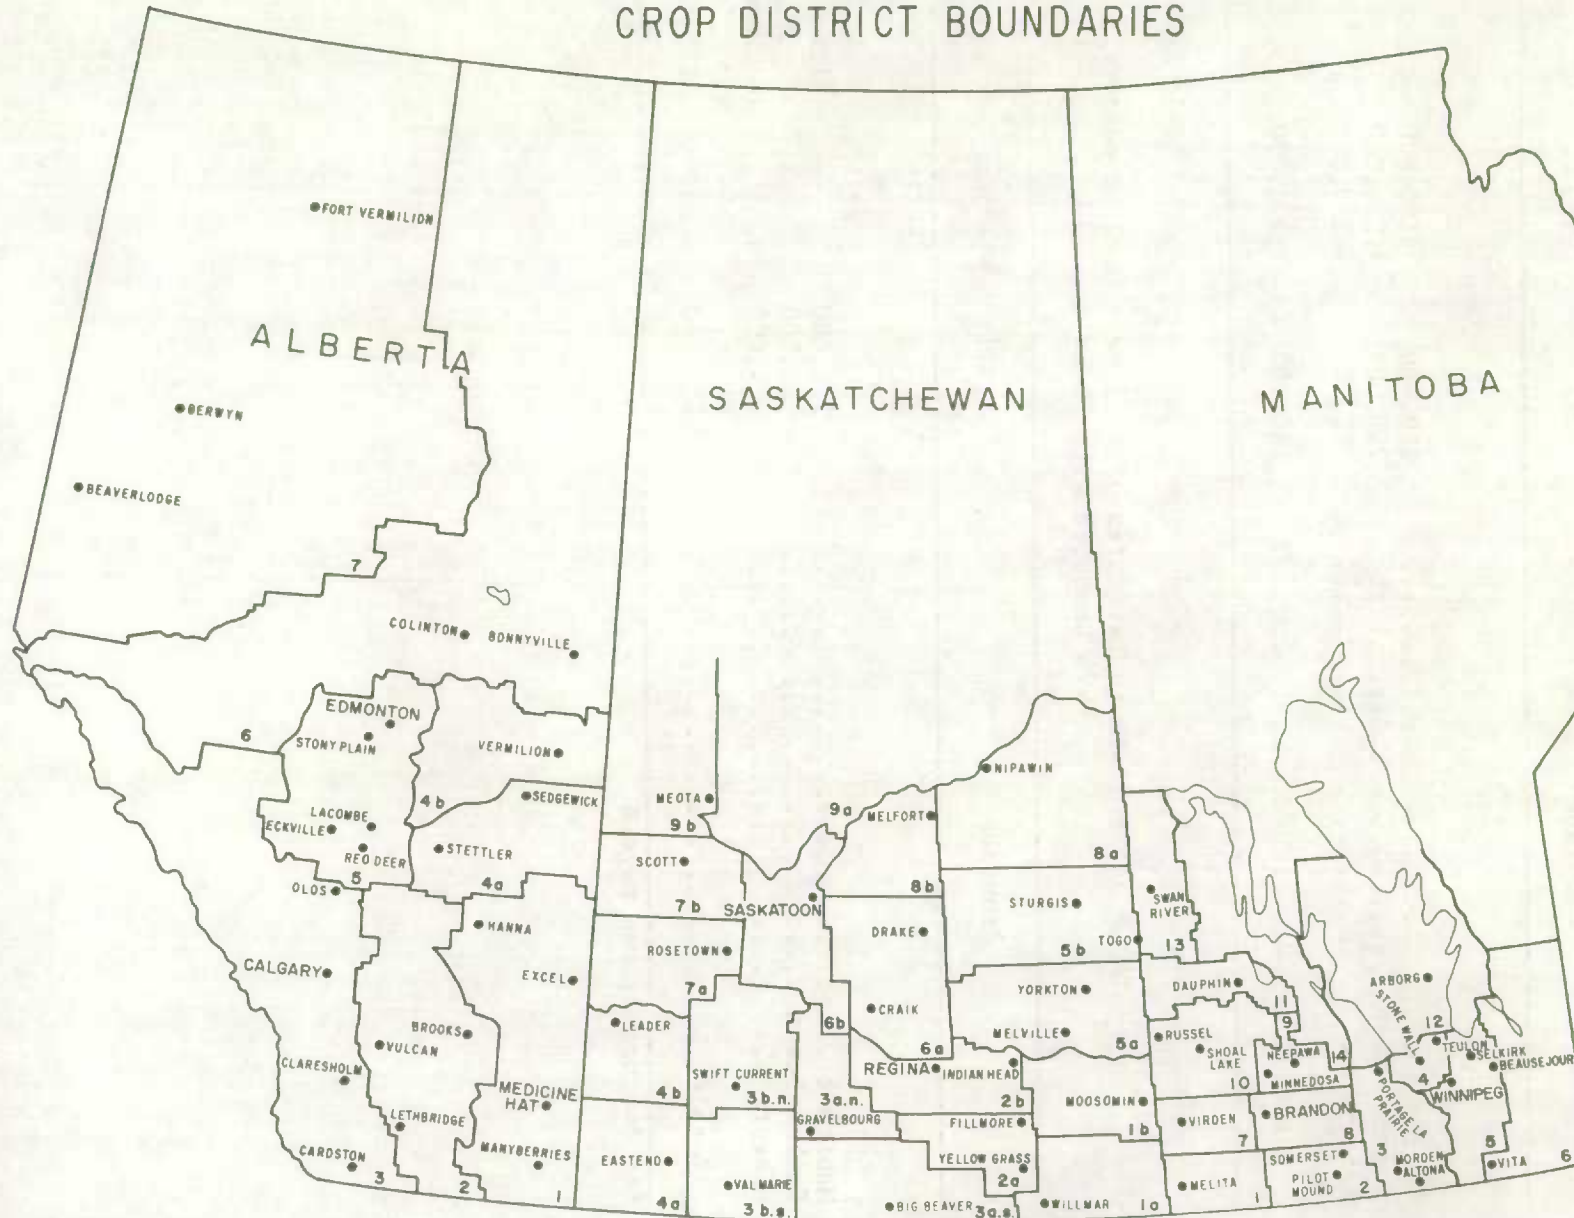 CROP DISTRICT BOUNDARIES
FORT VERMILION
ALBERTA
SASKATCHEWAN
MANITOBA
BERWYN
BEAVERLODGE
7
COLINTON
BONNYVILLE
EDMONTON
STONY PLAIN
6
VERMILION
4b
SEDGEWICK
LACOMBE
ECKVILLE
RED DEER
STETTLER
5
4a
OLOS
HANNA
CALGARY
EXCEL
BROOKS
VULCAN
CLARESHOLM
MEDICINE
HAT
LETHBRIDGE
CARDSTON
MANYBERRIES
3
2
1
NIPAWIN
MEOTA
9a
MELFORT
9b
SCOTT
8a
8b
7b
SASKATOON
STURGIS
DRAKE
ROSETOWN
TOGO
5b
7a
YORKTON
LEADER
6b
CRAIK
MELVILLE
6a
5a
REGINA
INDIAN HEAD
SWIFT CURRENT
4b
3b.n.
3a.n.
2b
MOOSOMIN
GRAVELBOURG
FILLMORE
1b
EASTEND
YELLOW GRASS
2a
VAL MARIE
4a
3b.s.
BIG BEAVER
3a.s.
WILLMAR
1a
SWAN
RIVER
13
DAUPHIN
11
ARBORG
9
RUSSEL
STONE WALL
12
TEULON
SHOAL
LAKE
NEEPAWA
14
SELKIRK
BEAUSEJOUR
10
MINNEDOSA
4
WINNIPEG
PORTAGE LA
PRAIRIE
VIRDEN
BRANDON
7
8
3
5
SOMERSET
MORDEN
ALTONA
VITA
6
MELITA
PILOT
MOUND
1
2